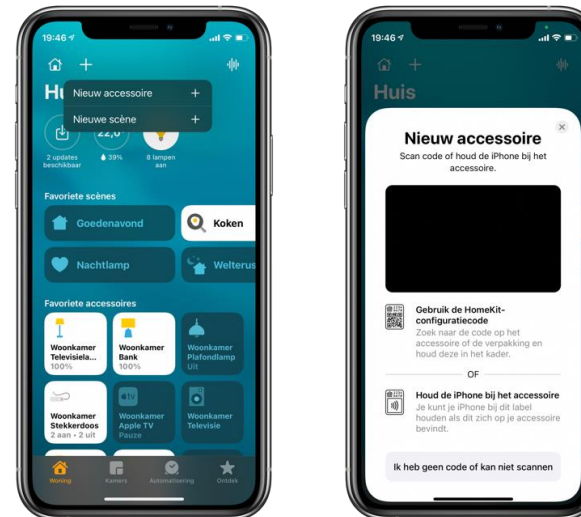 19:46
Hu
Nieuw accessoire +
Nieuwe scène +
22,0°
2 updates
beschikbaar
39%
8 lampen
aan
Favoriete scènes
Goedenavond
Koken
Nachtlamp
Welterus
Favoriete accessoires
Woonkamer
Televisiela...
100%
Woonkamer
Bank
100%
Woonkamer
Plafondlamp
Uit
Woonkamer
Stekkerdoos
2 aan • 2 uit
tv
Woonkamer
Apple TV
Pauze
Woonkamer
Televisie
Woning
Kamers
Automatisering
Ontdek
19:46
Huis
Nieuw accessoire
Scan code of houd de iPhone bij het
accessoire.
Gebruik de HomeKit-
configuratiecode
Zoek naar de code op het
accessoire of de verpakking en
houd deze in het kader.
OF
Houd de iPhone bij het accessoire
Je kunt je iPhone bij dit label
houden als dit zich op je accessoire
bevindt.
Ik heb geen code of kan niet scannen